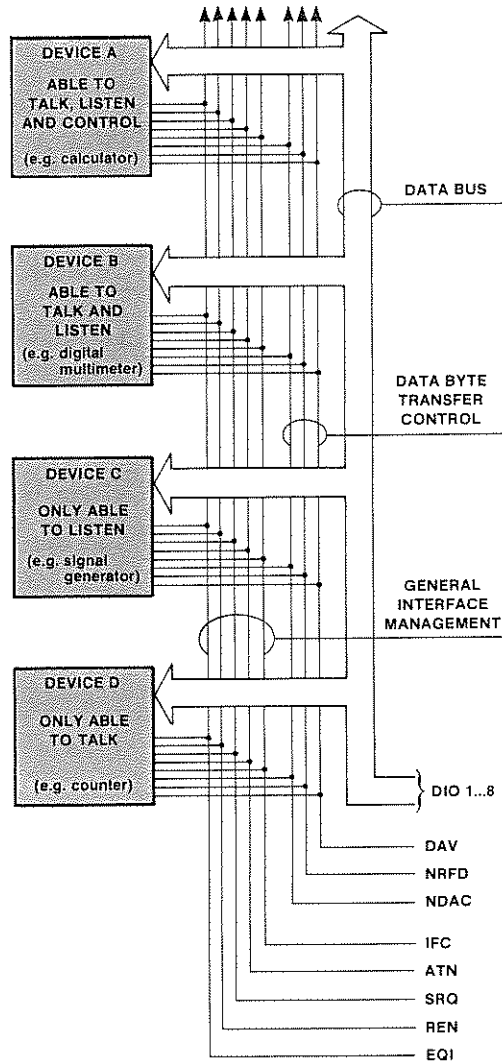 DEVICE A
ABLE TO
TALK, LISTEN
AND CONTROL
(e.g. calculator)
DATA BUS
DEVICE B
ABLE TO
TALK AND
LISTEN
(e.g. digital
multimeter)
DATA BYTE
TRANSFER
CONTROL
DEVICE C
ONLY ABLE
TO LISTEN
(e.g. signal
generator)
GENERAL
INTERFACE
MANAGEMENT
DEVICE D
ONLY ABLE
TO TALK
(e.g. counter)
DIO 1...8
DAV
NRFD
NDAC
IFC
ATN
SRQ
REN
EQI